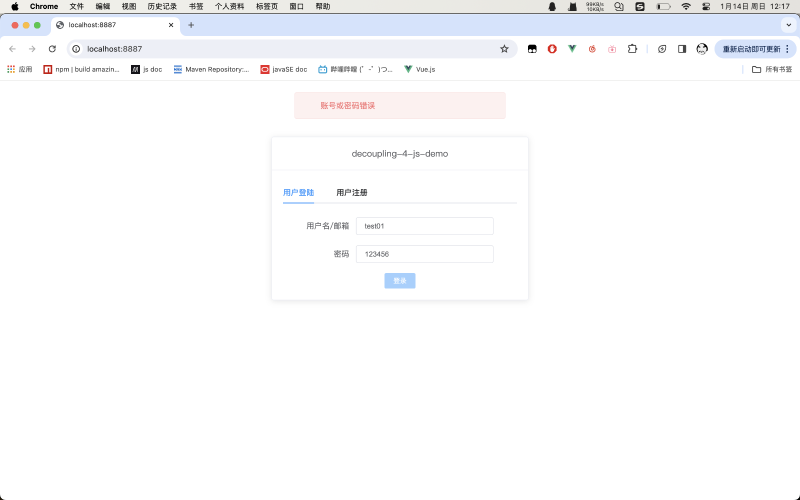 Chrome 文件 编辑 视图 历史记录 书签 个人资料 标签页 窗口 帮助 99KB/s 10KB/s 1月14日 周日 12:17
localhost:8887
localhost:8887 重新启动即可更新
应用 npm | build amazin... js doc Maven Repository:... javaSE doc 哔哩哔哩 (゜-゜)つ... Vue.js 所有书签
账号或密码错误
decoupling-4-js-demo
用户登陆 用户注册
用户名/邮箱 test01
密码 123456
登录